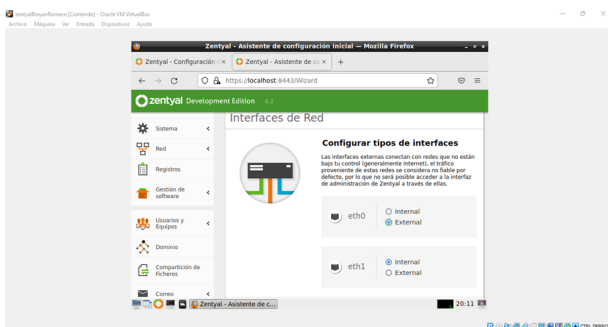 zentyalBrayanRomero [Corriendo] - Oracle VM VirtualBox
Archivo Máquina Ver Entrada Dispositivos Ayuda
Zentyal - Asistente de configuración inicial — Mozilla Firefox
Zentyal - Configuración
Zentyal - Asistente de co
https://localhost:8443/Wizard
zentyal Development Edition 6.2
Interfaces de Red
Sistema
Red
Registros
Gestión de
software
Usuarios y
Equipos
Dominio
Compartición de
Ficheros
Correo
Configurar tipos de interfaces
Las interfaces externas conectan con redes que no están
bajo tu control (generalmente Internet), el tráfico
proveniente de estas redes se considera no fiable por
defecto, por lo que no será posible acceder a la interfaz
de administración de Zentyal a través de ellas.
eth0
Internal
External
eth1
Internal
External
Zentyal - Asistente de c...
20:11